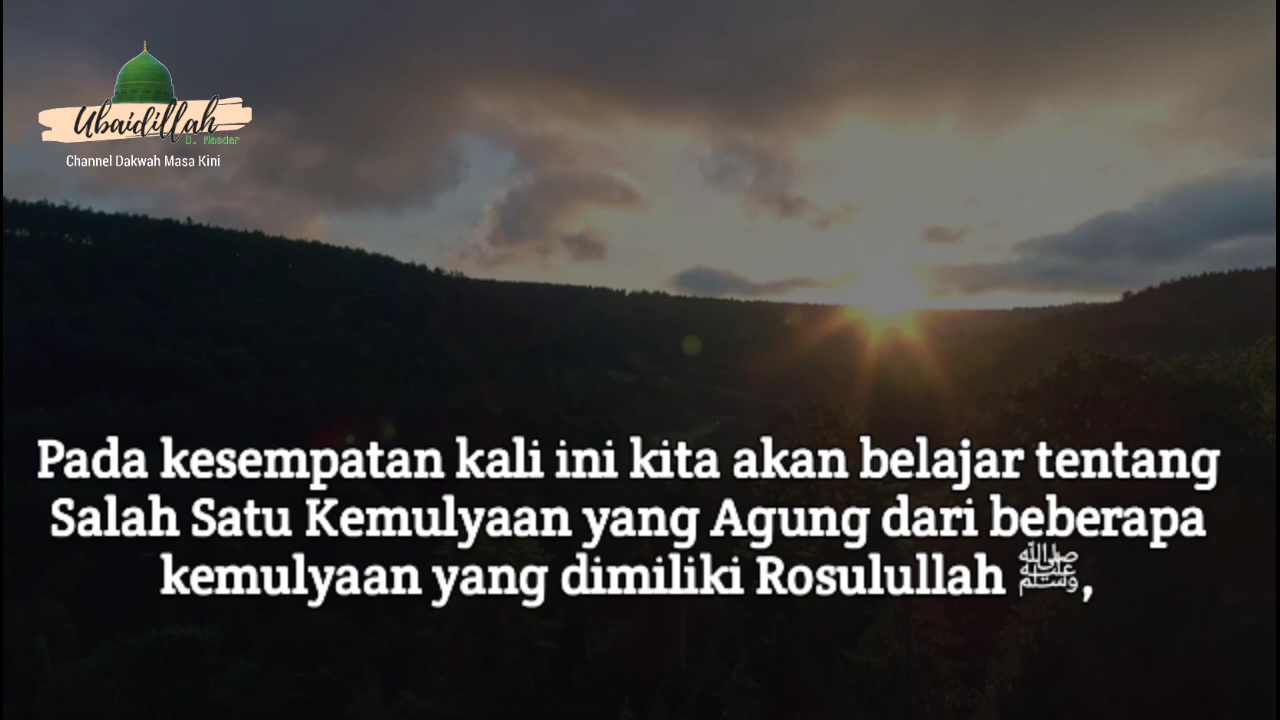 Ubaidillah
D. Masdar
Channel Dakwah Masa Kini
Pada kesempatan kali ini kita akan belajar tentang
Salah Satu Kemulyaan yang Agung dari beberapa
kemulyaan yang dimiliki Rosulullah ﷺ,